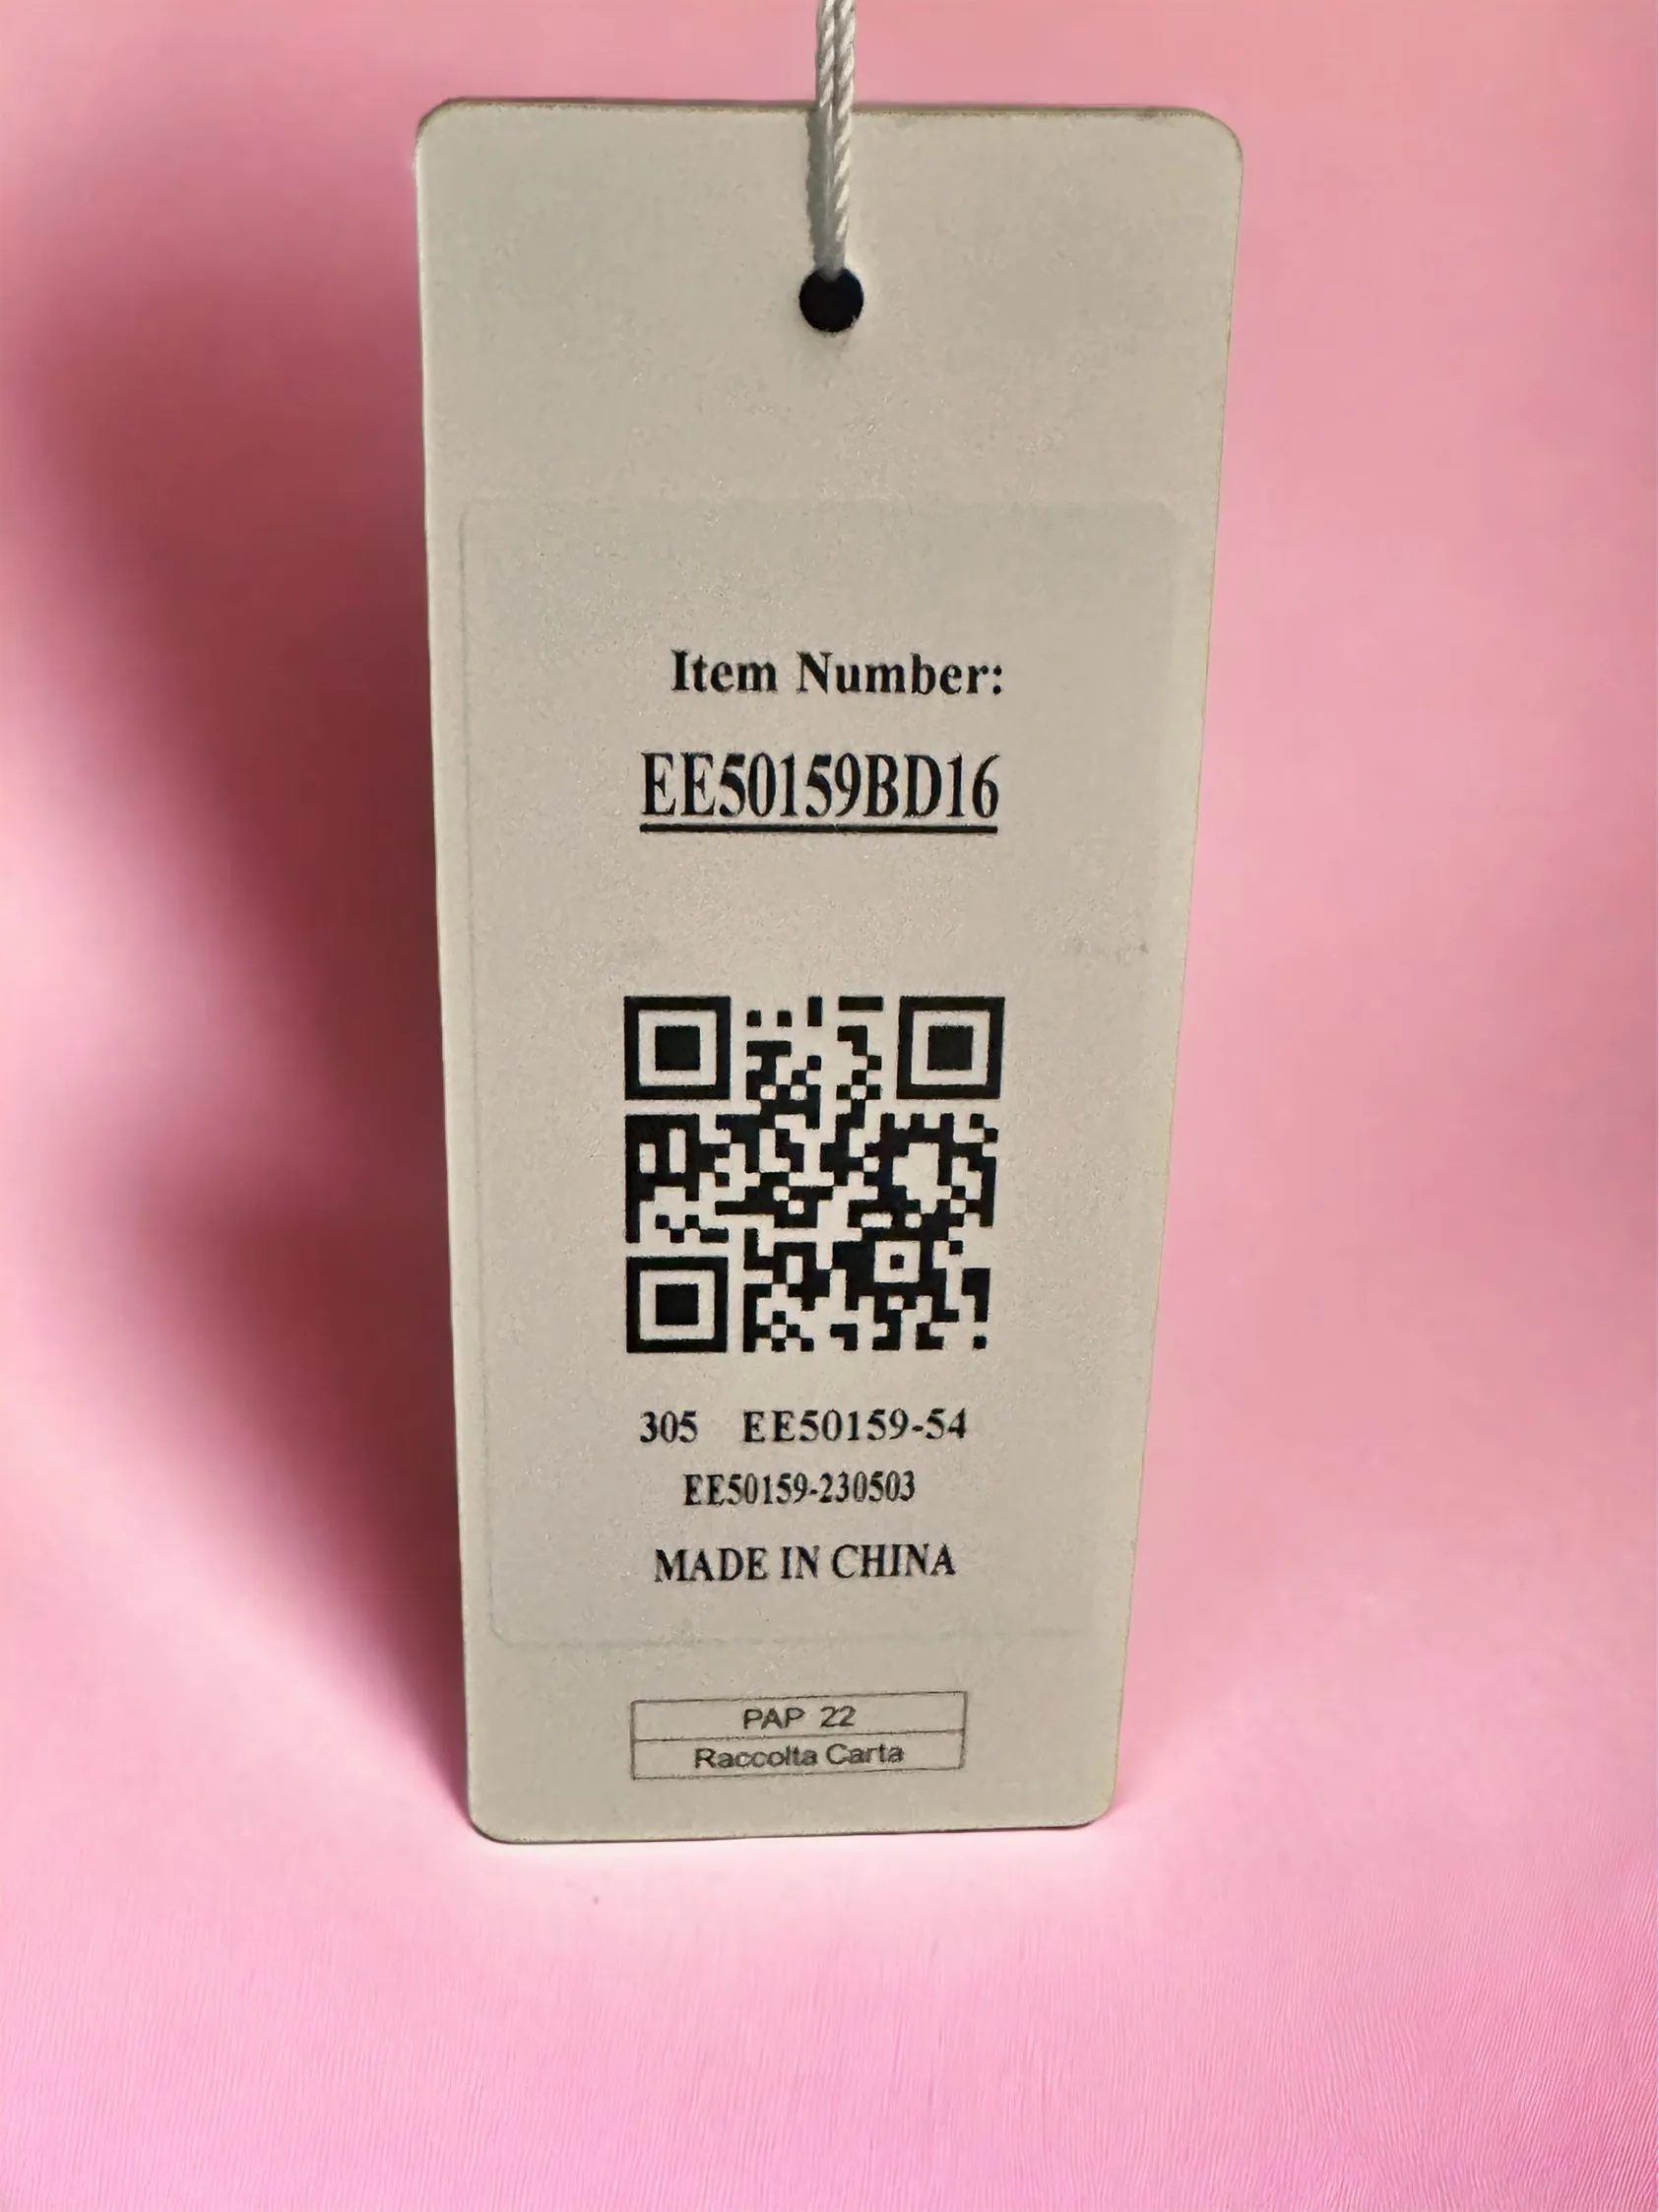 Item Number:
EE50159BD16
305 EE50159-54
EE50159-230503
MADE IN CHINA
PAP 22
Raccolta Carta